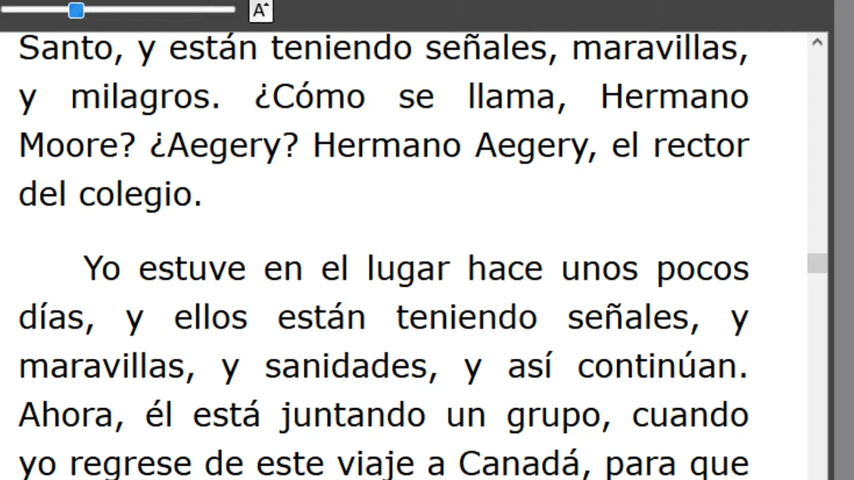 A
Santo, y están teniendo señales, maravillas,
y milagros. ¿Cómo se llama, Hermano
Moore? ¿Aegery? Hermano Aegery, el rector
del colegio.
Yo estuve en el lugar hace unos pocos
días, y ellos están teniendo señales, y
maravillas, y sanidades, y así continúan.
Ahora, él está juntando un grupo, cuando
yo regrese de este viaje a Canadá, para que